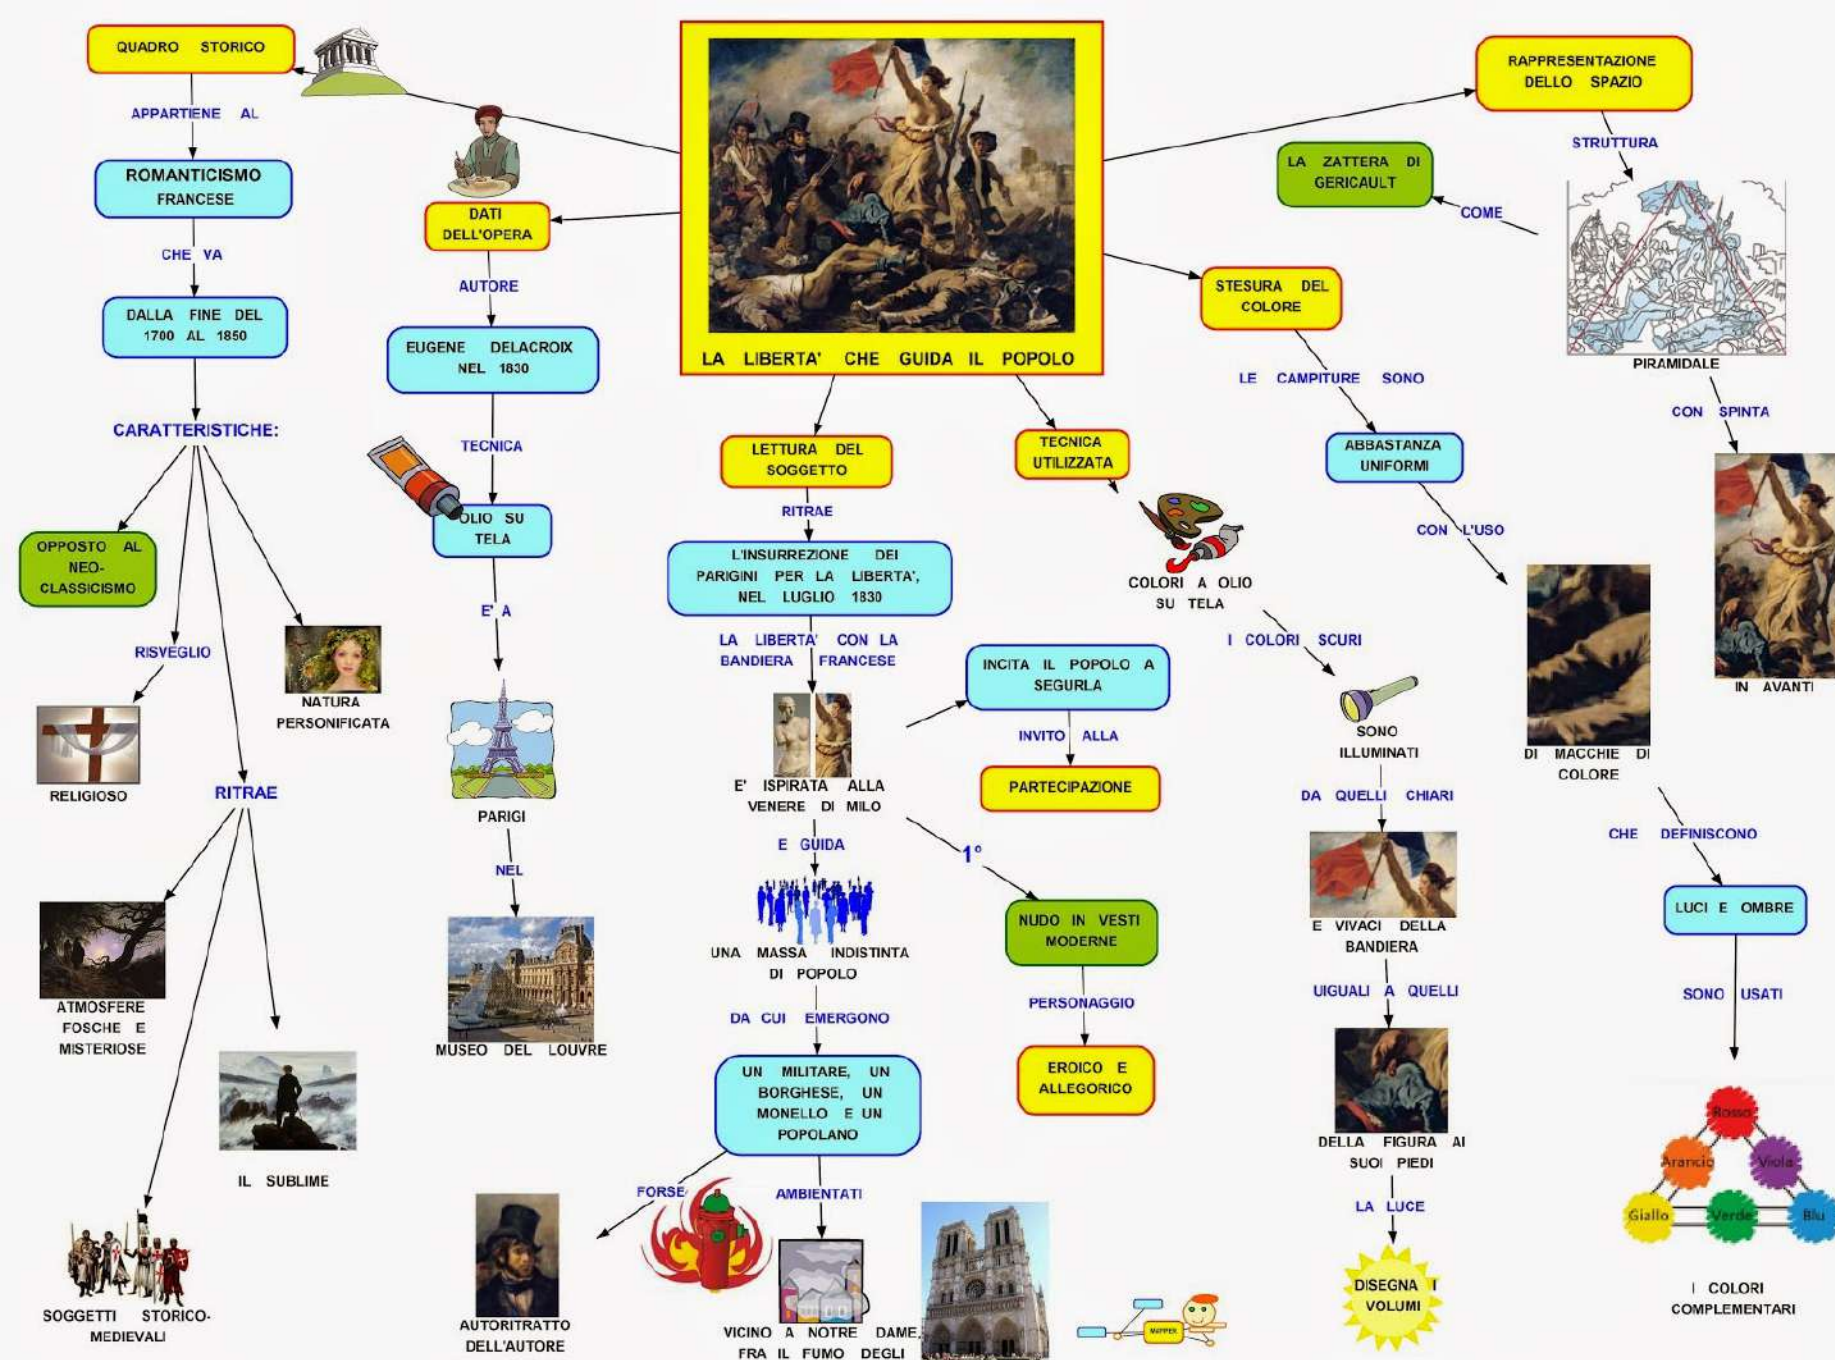 QUADRO STORICO
APPARTIENE AL
ROMANTICISMO
FRANCESE
CHE VA
DALLA FINE DEL
1700 AL 1850
CARATTERISTICHE:
OPPOSTO AL
NEO-
CLASSICISMO
RISVEGLIO
RELIGIOSO
NATURA
PERSONIFICATA
RITRAE
ATMOSFERE
FOSCHE E
MISTERIOSE
IL SUBLIME
SOGGETTI STORICO-
MEDIEVALI
DATI
DELL'OPERA
AUTORE
EUGENE DELACROIX
NEL 1830
TECNICA
OLIO SU
TELA
E' A
PARIGI
NEL
MUSEO DEL LOUVRE
LA LIBERTA' CHE GUIDA IL POPOLO
LETTURA DEL
SOGGETTO
RITRAE
L'INSURREZIONE DEI
PARIGINI PER LA LIBERTA',
NEL LUGLIO 1830
LA LIBERTA' CON LA
BANDIERA FRANCESE
E' ISPIRATA ALLA
VENERE DI MILO
INCITA IL POPOLO A
SEGURLA
INVITO ALLA
PARTECIPAZIONE
E GUIDA
1°
UNA MASSA INDISTINTA
DI POPOLO
NUDO IN VESTI
MODERNE
PERSONAGGIO
EROICO E
ALLEGORICO
DA CUI EMERGONO
UN MILITARE, UN
BORGHESE, UN
MONELLO E UN
POPOLANO
FORSE
AUTORITRATTO
DELL'AUTORE
AMBIENTATI
VICINO A NOTRE DAME,
FRA IL FUMO DEGLI
MAPPER
TECNICA
UTILIZZATA
COLORI A OLIO
SU TELA
I COLORI SCURI
SONO
ILLUMINATI
DA QUELLI CHIARI
E VIVACI DELLA
BANDIERA
UIGUALI A QUELLI
DELLA FIGURA AI
SUOI PIEDI
LA LUCE
DISEGNA I
VOLUMI
STESURA DEL
COLORE
LE CAMPITURE SONO
ABBASTANZA
UNIFORMI
CON L'USO
DI MACCHIE DI
COLORE
CHE DEFINISCONO
LUCI E OMBRE
SONO USATI
Rosso
Arancio
Viola
Giallo
Verde
Blu
I COLORI
COMPLEMENTARI
RAPPRESENTAZIONE
DELLO SPAZIO
STRUTTURA
PIRAMIDALE
COME
LA ZATTERA DI
GERICAULT
CON SPINTA
IN AVANTI